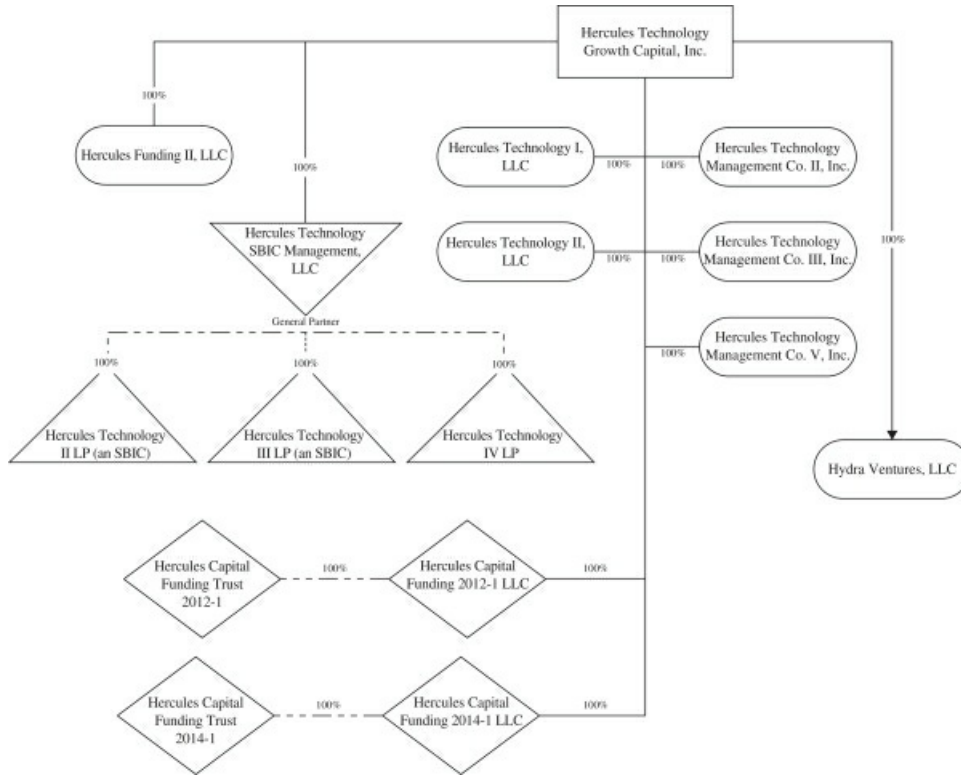 Hercules Technology
Growth Capital, Inc.
100%
Hercules Funding II, LLC
100%
Hercules Technology I,
LLC
100%
100%
Hercules Technology
Management Co. II, Inc.
Hercules Technology
SBIC Management,
LLC
Hercules Technology II,
LLC
100%
100%
Hercules Technology
Management Co. III, Inc.
100%
General Partner
100%
Hercules Technology
Management Co. V, Inc.
100%
100%
100%
Hercules Technology
II LP (an SBIC)
Hercules Technology
III LP (an SBIC)
Hercules Technology
IV LP
Hydra Ventures, LLC
Hercules Capital
Funding Trust
2012-1
100%
Hercules Capital
Funding 2012-1 LLC
100%
Hercules Capital
Funding Trust
2014-1
100%
Hercules Capital
Funding 2014-1 LLC
100%